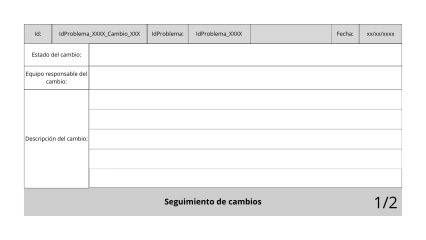 Id: IdProblema_XXXX_Cambio_XXX IdProblema: IdProblema_XXXX Fecha: xx/xx/xxxx
Estado del cambio:
Equipo responsable del
cambio:
Descripción del cambio:
Seguimiento de cambios 1/2